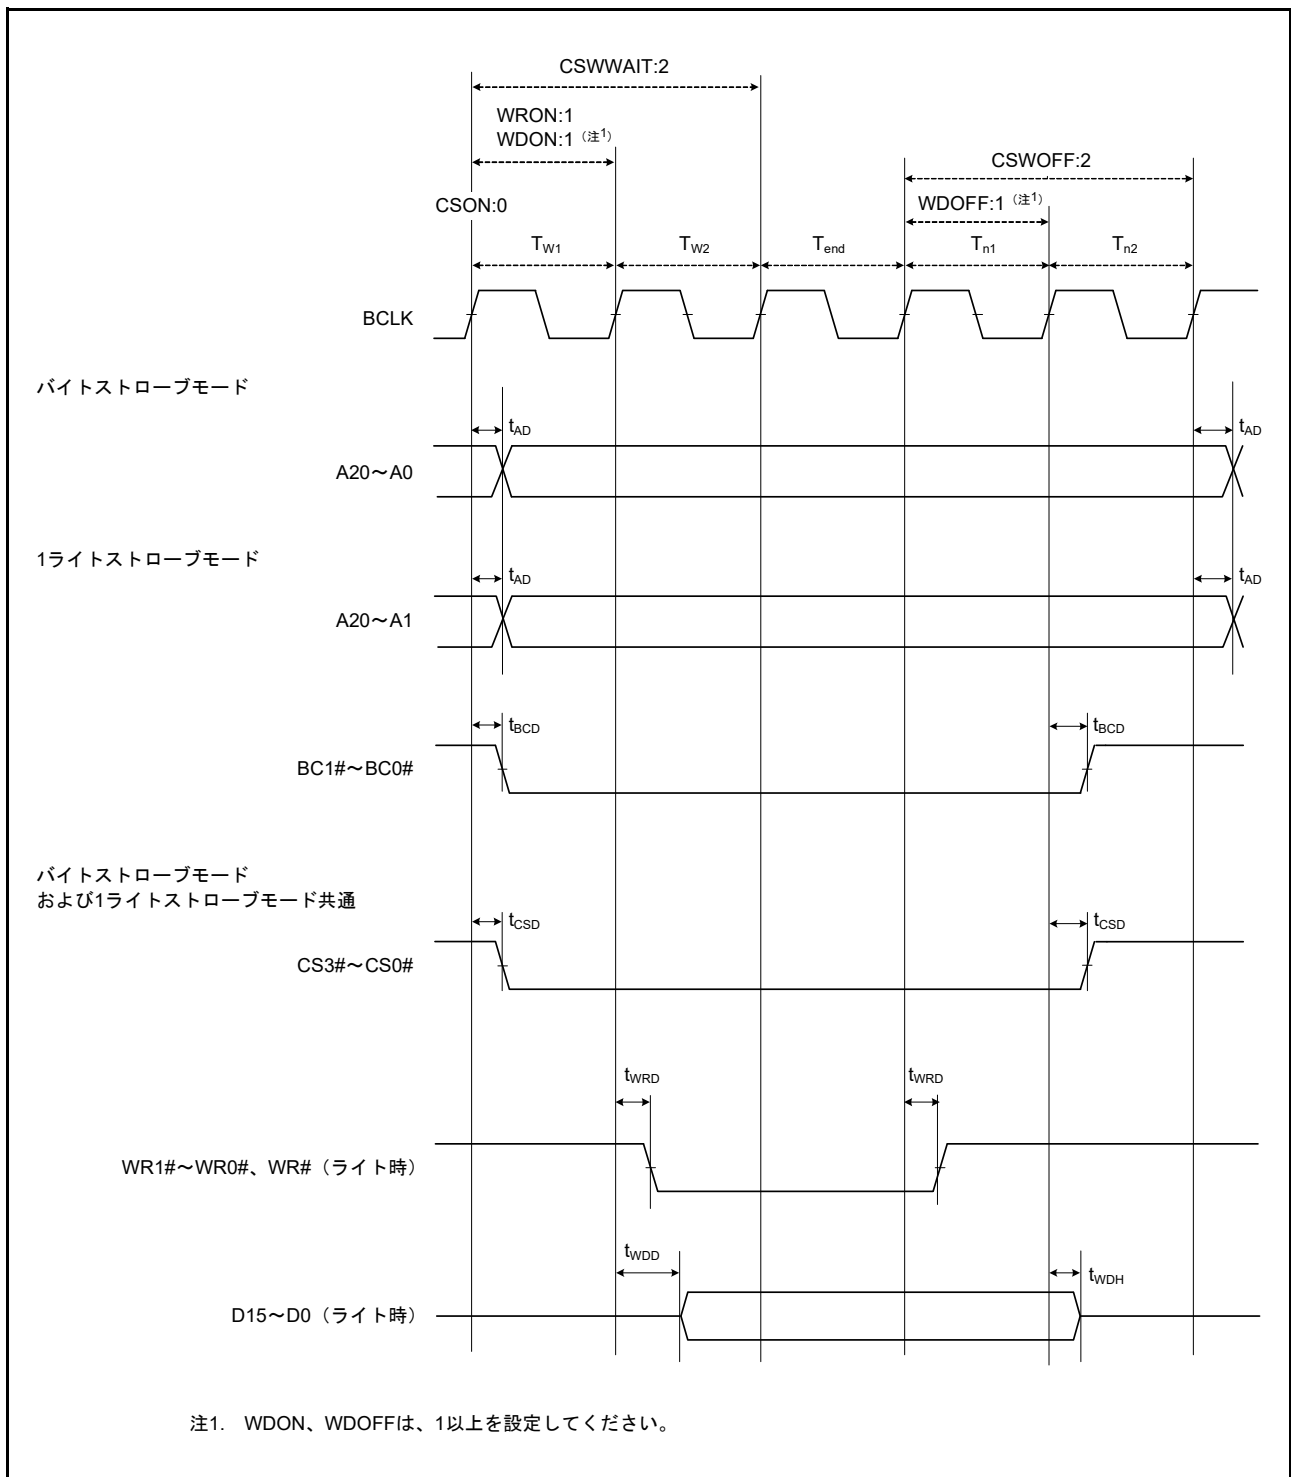 CSWWAIT:2
WRON:1
WDON:1 (注1)
CSWOFF:2
WDOFF:1 (注1)
CSON:0
TW1
TW2
Tend
Tn1
Tn2
BCLK
バイトストローブモード
tAD
tAD
A20~A0
1ライトストローブモード
tAD
tAD
A20~A1
tBCD
tBCD
BC1#~BC0#
バイトストローブモード
および1ライトストローブモード共通
tCSD
tCSD
CS3#~CS0#
tWRD
tWRD
WR1#~WR0#、WR#(ライト時)
tWDD
tWDH
D15~D0(ライト時)
注1. WDON、WDOFFは、1以上を設定してください。